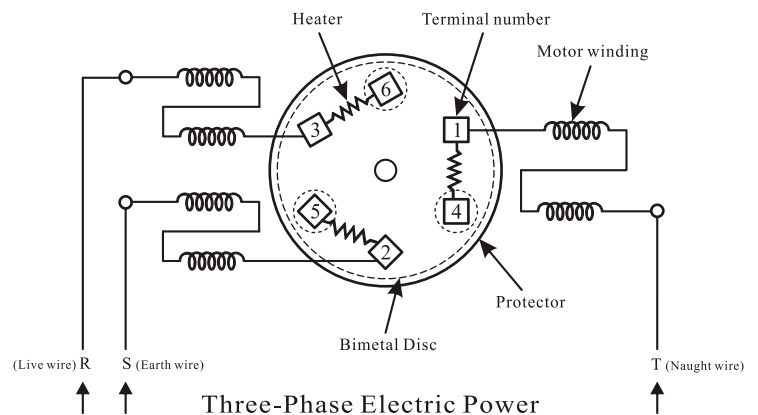 Heater
Terminal number
Motor winding
6
3
1
5
4
2
Protector
Bimetal Disc
(Live wire) R
S (Earth wire)
T (Naught wire)
Three-Phase Electric Power